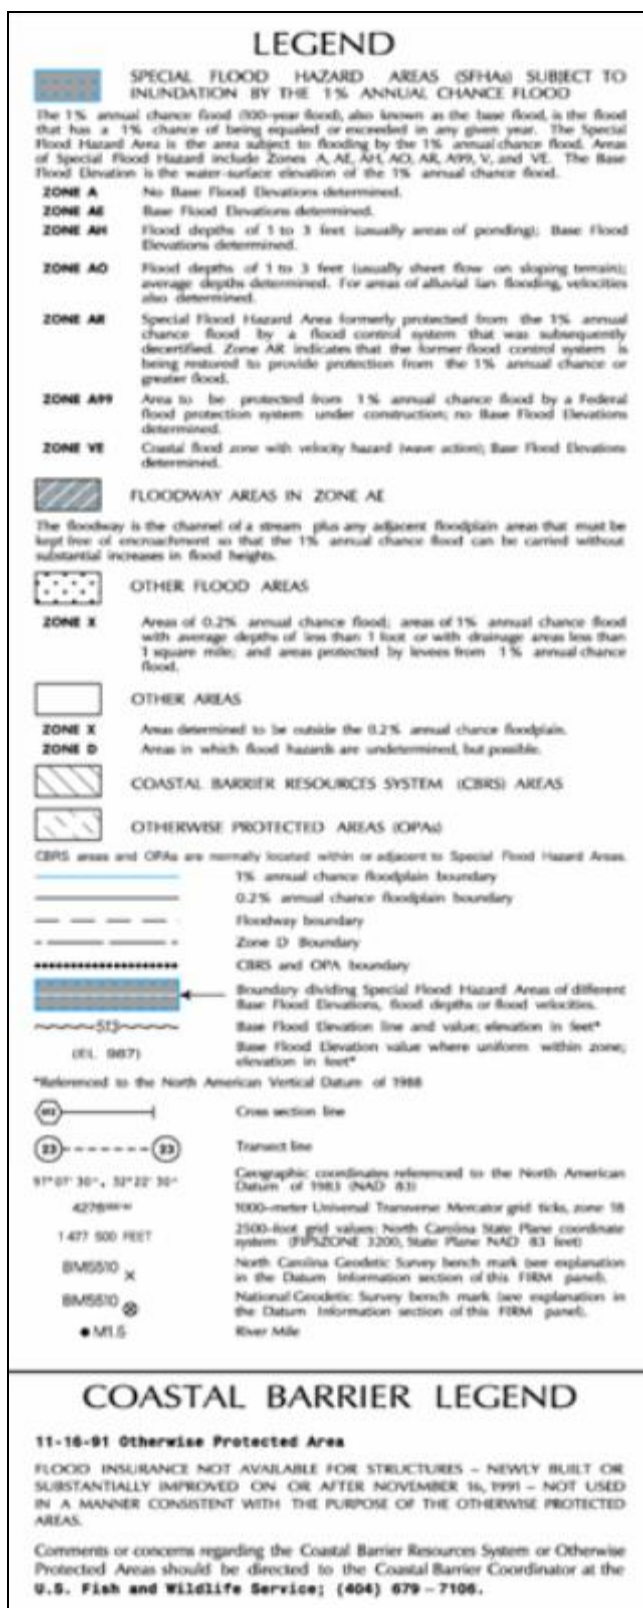 LEGEND
SPECIAL FLOOD HAZARD AREAS (SFHAs) SUBJECT TO
INUNDATION BY THE 1% ANNUAL CHANCE FLOOD
The 1% annual chance flood (100-year flood), also known as the base flood, is the flood
that has a 1% chance of being equaled or exceeded in any given year. The Special
Flood Hazard Area is the area subject to flooding by the 1% annual chance flood. Areas
of Special Flood Hazard include Zones A, AE, AH, AO, AR, A99, V, and VE. The Base
Flood Elevation is the water-surface elevation of the 1% annual chance flood.
ZONE A No Base Flood Elevations determined.
ZONE AE Base Flood Elevations determined.
ZONE AH Flood depths of 1 to 3 feet (usually areas of ponding); Base Flood
Elevations determined.
ZONE AO Flood depths of 1 to 3 feet (usually sheet flow on sloping terrain);
average depths determined. For areas of alluvial fan flooding, velocities
also determined.
ZONE AR Special Flood Hazard Area formerly protected from the 1% annual
chance flood by a flood control system that was subsequently
decertified. Zone AR indicates that the former flood control system is
being restored to provide protection from the 1% annual chance or
greater flood.
ZONE A99 Area to be protected from 1% annual chance flood by a Federal
flood protection system under construction; no Base Flood Elevations
determined.
ZONE VE Coastal flood zone with velocity hazard (wave action); Base Flood Elevations
determined.
FLOODWAY AREAS IN ZONE AE
The floodway is the channel of a stream plus any adjacent floodplain areas that must be
kept free of encroachment so that the 1% annual chance flood can be carried without
substantial increases in flood heights.
OTHER FLOOD AREAS
ZONE X Areas of 0.2% annual chance flood; areas of 1% annual chance flood
with average depths of less than 1 foot or with drainage areas less than
1 square mile; and areas protected by levees from 1% annual chance
flood.
OTHER AREAS
ZONE X Areas determined to be outside the 0.2% annual chance floodplain.
ZONE D Areas in which flood hazards are undetermined, but possible.
COASTAL BARRIER RESOURCES SYSTEM (CBRS) AREAS
OTHERWISE PROTECTED AREAS (OPAs)
CBRS areas and OPAs are normally located within or adjacent to Special Flood Hazard Areas.
1% annual chance floodplain boundary
0.2% annual chance floodplain boundary
Floodway boundary
Zone D Boundary
CBRS and OPA boundary
Boundary dividing Special Flood Hazard Areas of different
Base Flood Elevations, flood depths or flood velocities.
513 Base Flood Elevation line and value; elevation in feet*
(EL 987) Base Flood Elevation value where uniform within zone;
elevation in feet*
*Referenced to the North American Vertical Datum of 1988
Cross section line
23 23 Transect line
97°07'30", 32°22'30" Geographic coordinates referenced to the North American
Datum of 1983 (NAD 83)
4276 1000-meter Universal Transverse Mercator grid ticks, zone 18
1 477 500 FEET 2500-foot grid values: North Carolina State Plane coordinate
system (FIPSZONE 3200, State Plane NAD 83 feet)
BM5510 North Carolina Geodetic Survey bench mark (see explanation
in the Datum Information section of this FIRM panel).
BM5510 National Geodetic Survey bench mark (see explanation in
the Datum Information section of this FIRM panel).
M1.5 River Mile
COASTAL BARRIER LEGEND
11-16-91 Otherwise Protected Area
FLOOD INSURANCE NOT AVAILABLE FOR STRUCTURES – NEWLY BUILT OR
SUBSTANTIALLY IMPROVED ON OR AFTER NOVEMBER 16, 1991 – NOT USED
IN A MANNER CONSISTENT WITH THE PURPOSE OF THE OTHERWISE PROTECTED
AREAS.
Comments or concerns regarding the Coastal Barrier Resources System or Otherwise
Protected Areas should be directed to the Coastal Barrier Coordinator at the
U.S. Fish and Wildlife Service; (404) 679 – 7106.